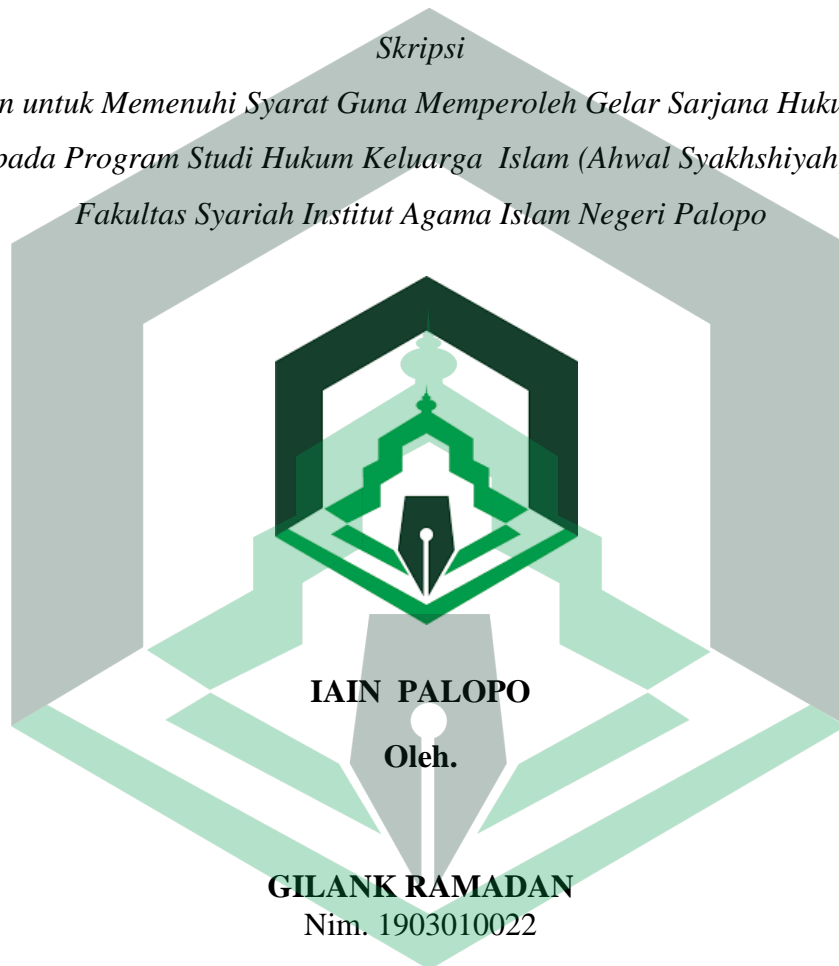 Skripsi
untuk Memenuhi Syarat Guna Memperoleh Gelar Sarjana
pada Program Studi Hukum Keluarga Islam (Ahwal Syakhshiyah
Fakultas Syariah Institut Agama Islam Negeri Palopo
IAIN PALOPO
Oleh.
GILANK RAMADAN
Nim. 1903010022